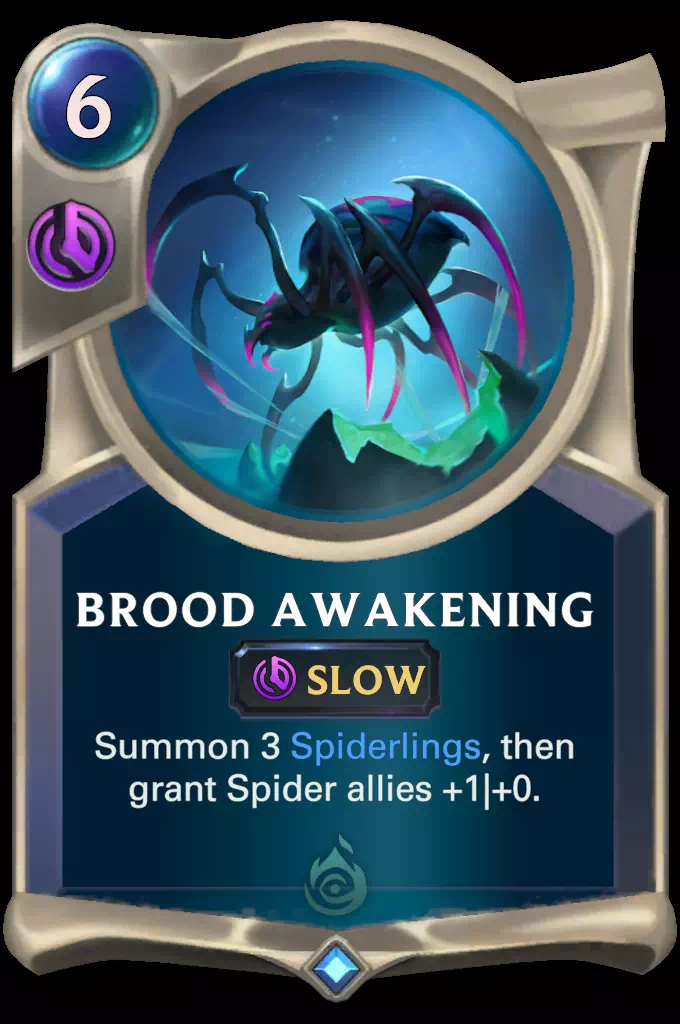 6
BROOD AWAKENING
SLOW
Summon 3 Spiderlings, then
grant Spider allies +1|+0.